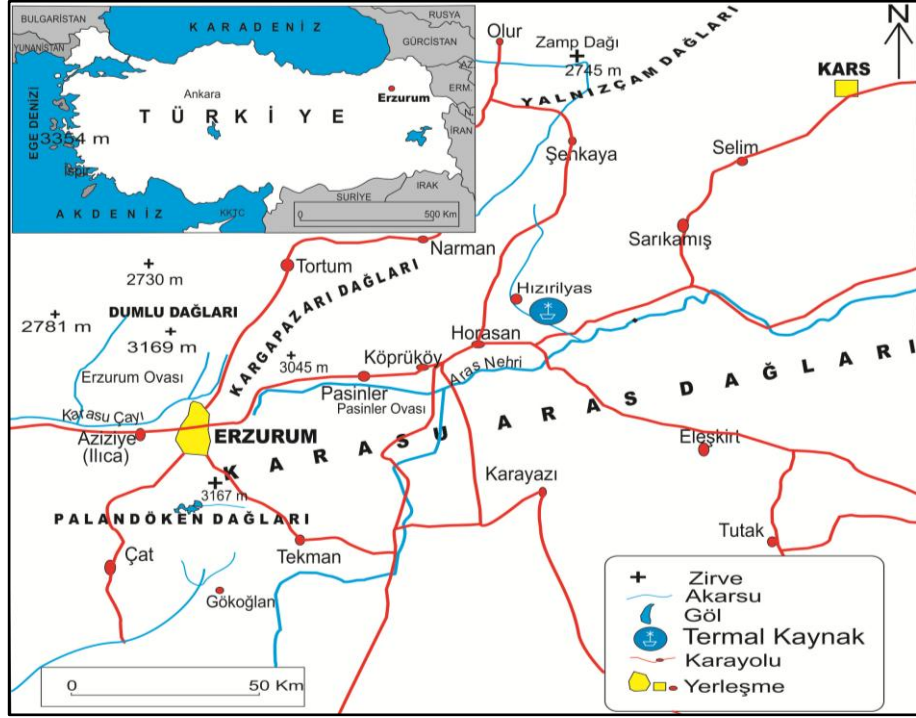 BULGARİSTAN
KARADENİZ
RUSYA
YUNANİSTAN
GÜRCİSTAN
AZ
ERM.
N.
Erzurum
Ankara
TÜRKİYE
EGE DENİZİ
3354 m
İspir
İRAN
SURİYE
IRAK
AKDENİZ
KKTC
0 500 Km
Olur
Zamp Dağı
2745 m
YALNIZÇAM DAĞLARI
N
KARS
Şenkaya
Selim
Sarıkamış
Narman
Tortum
2730 m
DUMLU DAĞLARI
2781 m
3169 m
KARGAPAZARI DAĞLARI
Hızırilyas
Horasan
3045 m
Köprüköy
Aras Nehri
Erzurum Ovası
Pasinler
Pasinler Ovası
Karasu Çayı
Aziziye
(Ilıca)
ERZURUM
KARASU ARAS DAĞLARI
Eleşkirt
Karayazı
3167 m
PALANDÖKEN DAĞLARI
Tutak
Çat
Tekman
Gökoğlan
Zirve
Akarsu
Göl
Termal Kaynak
Karayolu
Yerleşme
0 50 Km